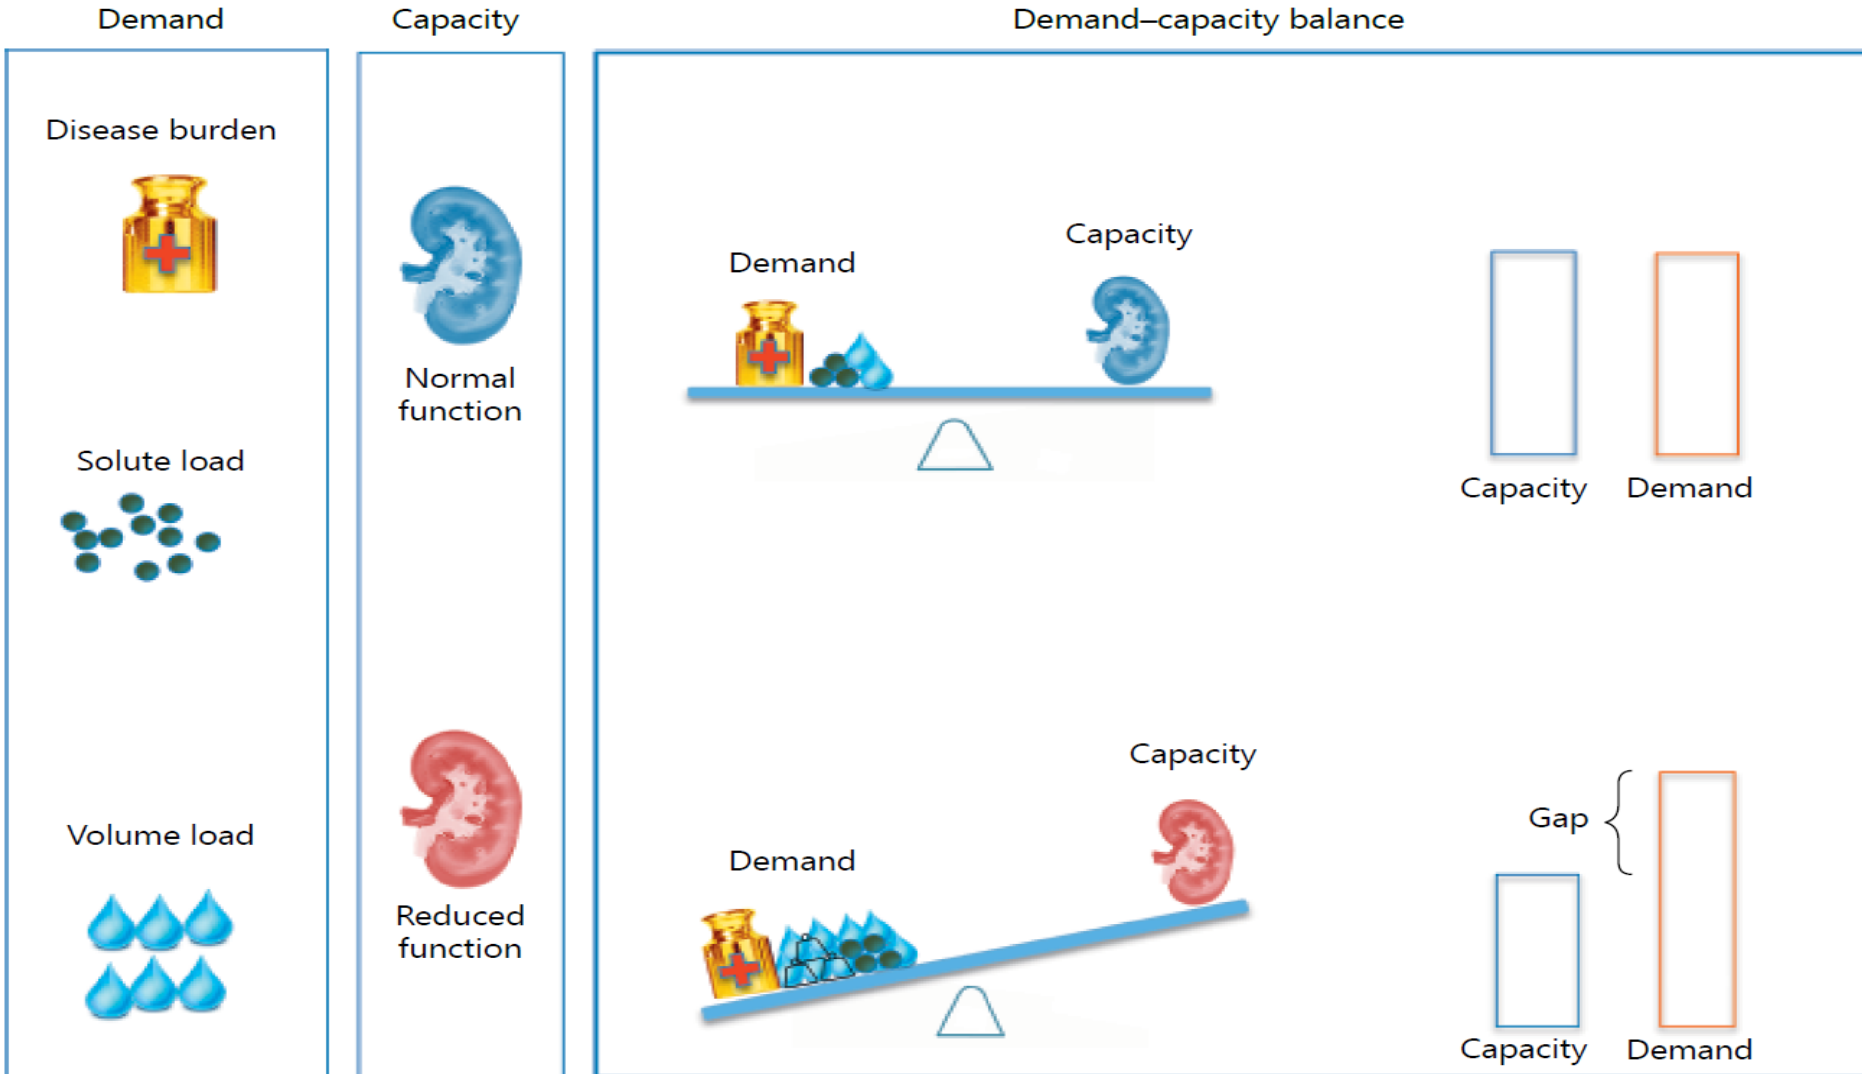 Demand
Capacity
Demand–capacity balance
Disease burden
Solute load
Volume load
Normal
function
Reduced
function
Demand
Capacity
Capacity
Demand
Demand
Capacity
Gap
Capacity
Demand